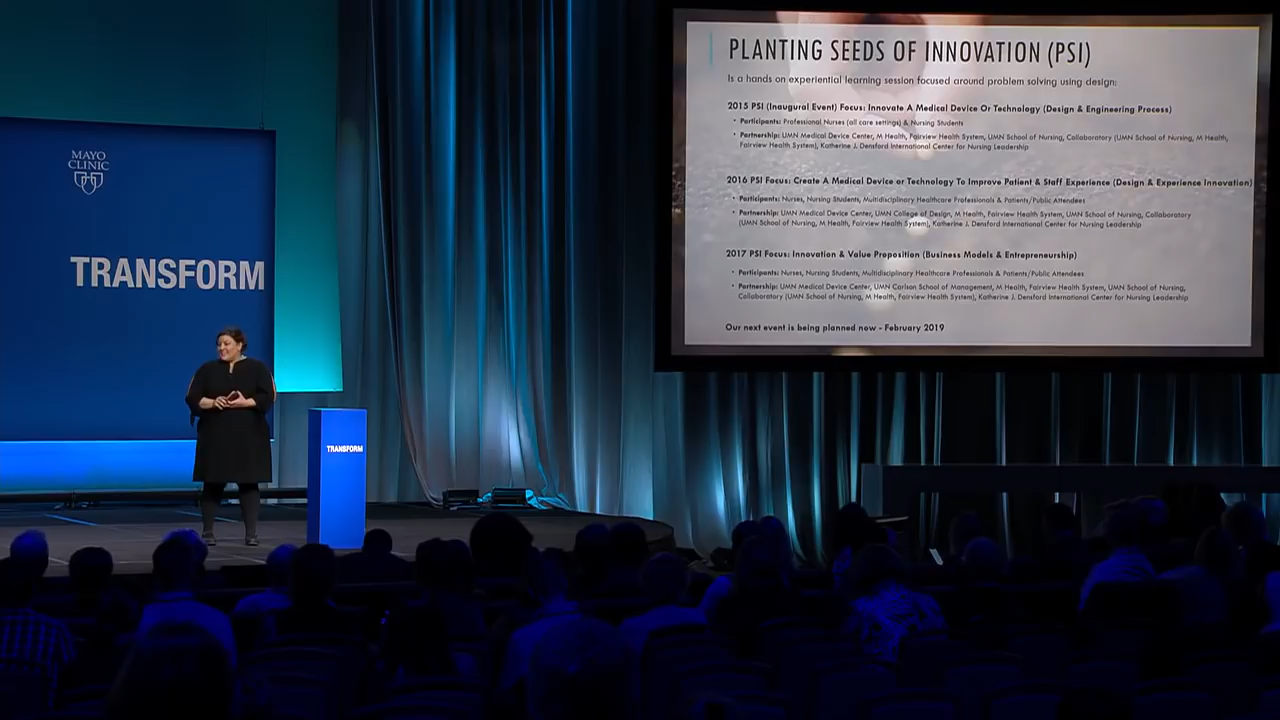 MAYO
CLINIC
TRANSFORM
TRANSFORM
PLANTING SEEDS OF INNOVATION (PSI)
Is a hands on experiential learning session focused around problem solving using design:
2015 PSI (Inaugural Event) Focus: Innovate A Medical Device Or Technology (Design & Engineering Process)
• Participants: Professional Nurses (all care settings) & Nursing Students
• Partnership: UMN Medical Device Center, M Health, Fairview Health System, UMN School of Nursing, Collaboratory (UMN School of Nursing, M Health,
Fairview Health System), Katherine J. Densford International Center for Nursing Leadership
2016 PSI Focus: Create A Medical Device or Technology To Improve Patient & Staff Experience (Design & Experience Innovation)
• Participants: Nurses, Nursing Students, Multidisciplinary Healthcare Professionals & Patients/Public Attendees
• Partnership: UMN Medical Device Center, UMN College of Design, M Health, Fairview Health System, UMN School of Nursing, Collaboratory
(UMN School of Nursing, M Health, Fairview Health System), Katherine J. Densford International Center for Nursing Leadership
2017 PSI Focus: Innovation & Value Proposition (Business Models & Entrepreneurship)
• Participants: Nurses, Nursing Students, Multidisciplinary Healthcare Professionals & Patients/Public Attendees
• Partnership: UMN Medical Device Center, UMN Carlson School of Management, M Health, Fairview Health System, UMN School of Nursing,
Collaboratory (UMN School of Nursing, M Health, Fairview Health System), Katherine J. Densford International Center for Nursing Leadership
Our next event is being planned now - February 2019